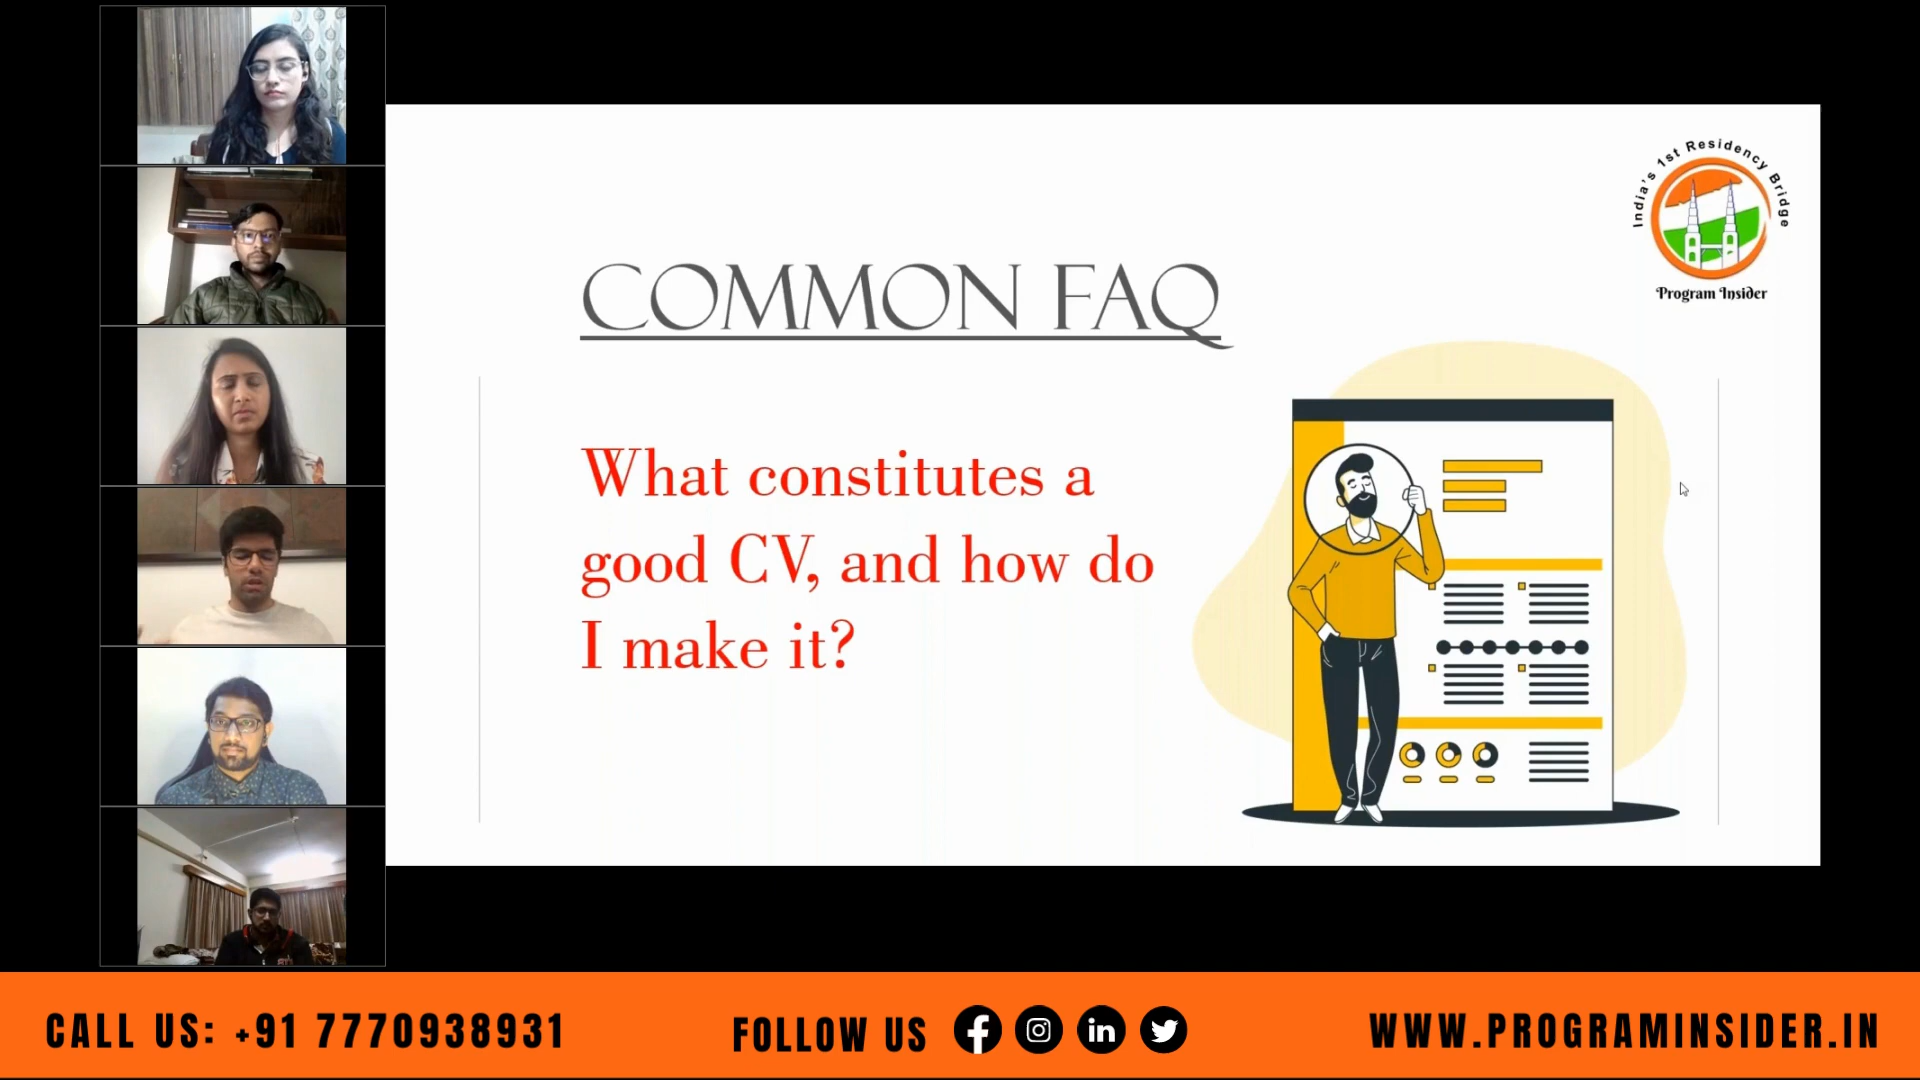 India's 1st Residency Bridge
Program Insider
COMMON FAQ
What constitutes a
good CV, and how do
I make it?
CALL US: +91 7770938931
FOLLOW US
WWW.PROGRAMINSIDER.IN